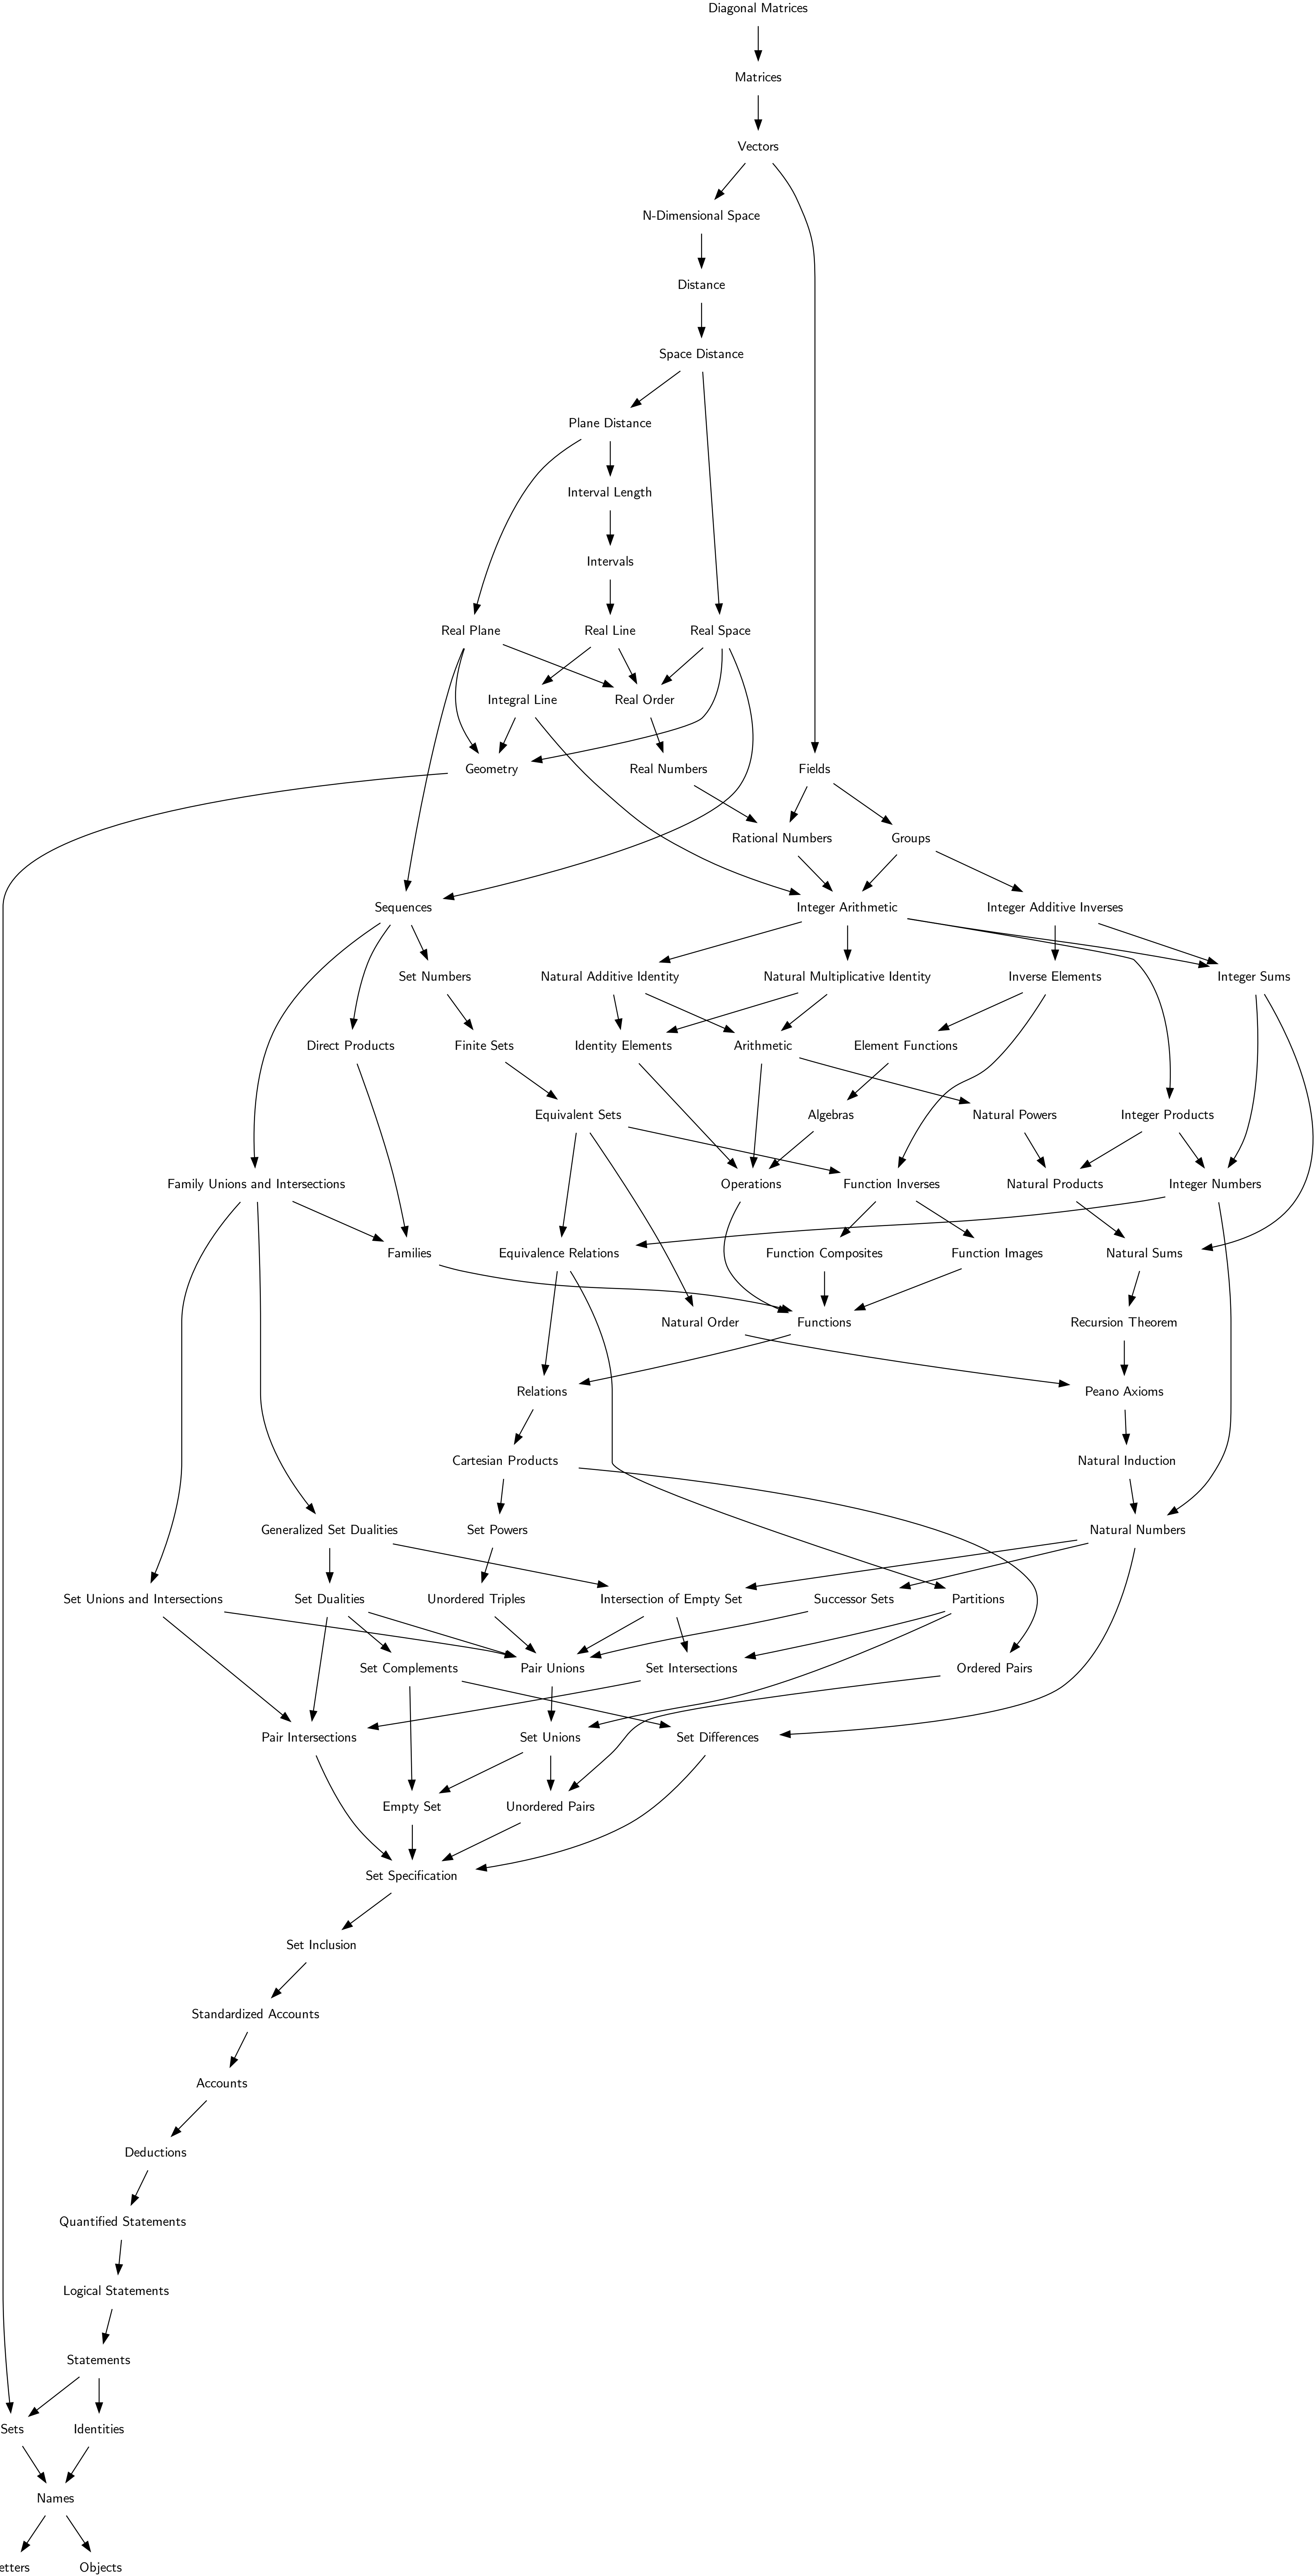 Diagonal Matrices
Matrices
Vectors
N-Dimensional Space
Distance
Space Distance
Plane Distance
Interval Length
Intervals
Real Plane
Real Line
Real Space
Integral Line
Real Order
Geometry
Real Numbers
Fields
Rational Numbers
Groups
Sequences
Integer Arithmetic
Integer Additive Inverses
Set Numbers
Natural Additive Identity
Natural Multiplicative Identity
Inverse Elements
Integer Sums
Direct Products
Finite Sets
Identity Elements
Arithmetic
Element Functions
Equivalent Sets
Algebras
Natural Powers
Integer Products
Family Unions and Intersections
Operations
Function Inverses
Natural Products
Integer Numbers
Families
Equivalence Relations
Function Composites
Function Images
Natural Sums
Natural Order
Functions
Recursion Theorem
Relations
Peano Axioms
Cartesian Products
Natural Induction
Generalized Set Dualities
Set Powers
Natural Numbers
Set Unions and Intersections
Set Dualities
Unordered Triples
Intersection of Empty Set
Successor Sets
Partitions
Set Complements
Pair Unions
Set Intersections
Ordered Pairs
Pair Intersections
Set Unions
Set Differences
Empty Set
Unordered Pairs
Set Specification
Set Inclusion
Standardized Accounts
Accounts
Deductions
Quantified Statements
Logical Statements
Statements
Sets
Identities
Names
etters
Objects